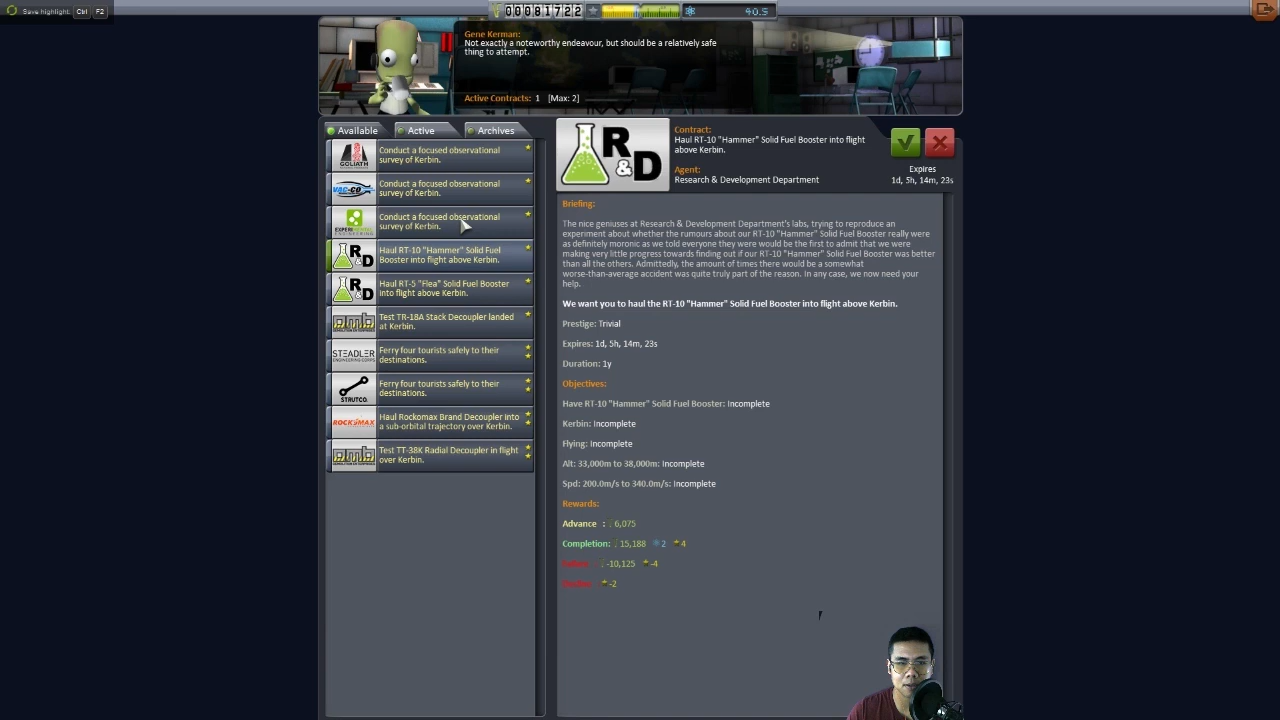 Save highlight: Ctrl F2
00081722
40.5
Gene Kerman:
Not exactly a noteworthy endeavour, but should be a relatively safe
thing to attempt.
Active Contracts: 1 [Max: 2]
Available
Active
Archives
GOLIATH
Conduct a focused observational
survey of Kerbin.
VAC-CO
Conduct a focused observational
survey of Kerbin.
EXPERIMENTAL
Conduct a focused observational
survey of Kerbin.
R&D
Haul RT-10 "Hammer" Solid Fuel
Booster into flight above Kerbin.
R&D
Haul RT-5 "Flea" Solid Fuel Booster
into flight above Kerbin.
Test TR-18A Stack Decoupler landed
at Kerbin.
STEADLER
ENGINEERING CORPS
Ferry four tourists safely to their
destinations.
STRUTCO.
Ferry four tourists safely to their
destinations.
ROCKOMAX
Haul Rockomax Brand Decoupler into
a sub-orbital trajectory over Kerbin.
Test TT-38K Radial Decoupler in flight
over Kerbin.
R&D
Contract:
Haul RT-10 "Hammer" Solid Fuel Booster into flight
above Kerbin.
Agent:
Research & Development Department
Expires
1d, 5h, 14m, 23s
Briefing:
The nice geniuses at Research & Development Department's labs, trying to reproduce an
experiment about whether the rumours about our RT-10 "Hammer" Solid Fuel Booster really were
as definitely moronic as we told everyone they were would be the first to admit that we were
making very little progress towards finding out if our RT-10 "Hammer" Solid Fuel Booster was better
than all the others. Admittedly, the amount of times there would be a somewhat
worse-than-average accident was quite truly part of the reason. In any case, we now need your
help.
We want you to haul the RT-10 "Hammer" Solid Fuel Booster into flight above Kerbin.
Prestige: Trivial
Expires: 1d, 5h, 14m, 23s
Duration: 1y
Objectives:
Have RT-10 "Hammer" Solid Fuel Booster: Incomplete
Kerbin: Incomplete
Flying: Incomplete
Alt: 33,000m to 38,000m: Incomplete
Spd: 200.0m/s to 340.0m/s: Incomplete
Rewards:
Advance : 6,075
Completion: 15,188 2 4
Failure: -10,125 -4
Decline: -2